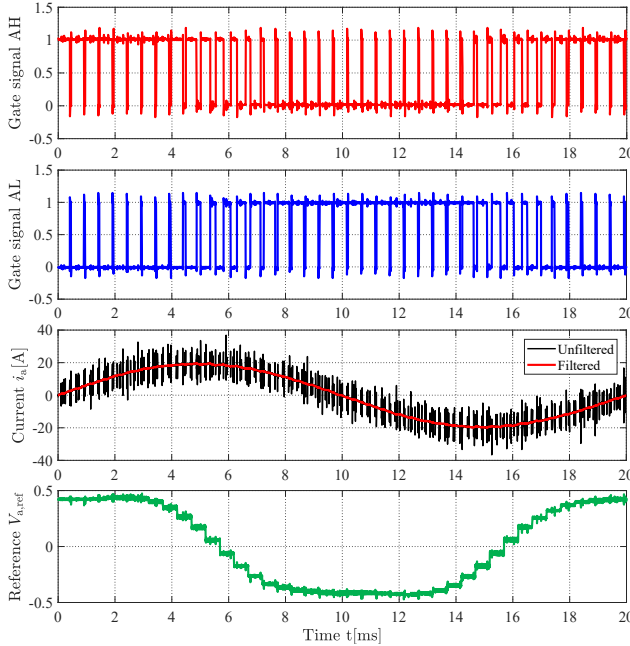 Gate signal AH
1.5
1
0.5
0
-0.5
0 2 4 6 8 10 12 14 16 18 20
Gate signal AL
1.5
1
0.5
0
-0.5
0 2 4 6 8 10 12 14 16 18 20
Current ia[A]
40
20
0
-20
-40
Unfiltered
Filtered
0 2 4 6 8 10 12 14 16 18 20
Reference Va,ref
0.5
0
-0.5
0 2 4 6 8 10 12 14 16 18 20
Time t[ms]